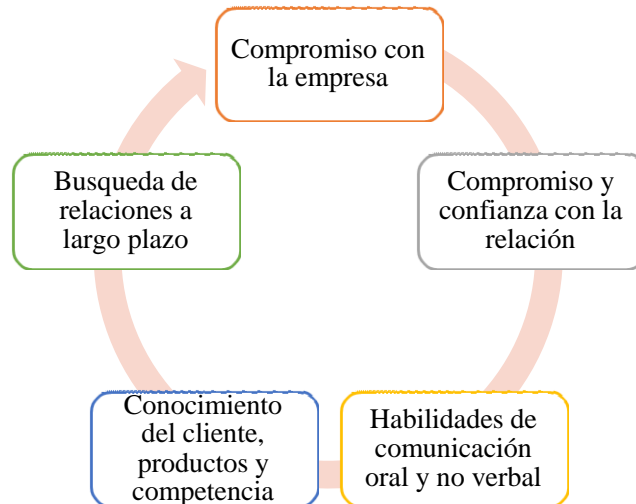 Compromiso con
la empresa
Compromiso y
confianza con la
relación
Habilidades de
comunicación
oral y no verbal
Conocimiento
del cliente,
productos y
competencia
Busqueda de
relaciones a
largo plazo